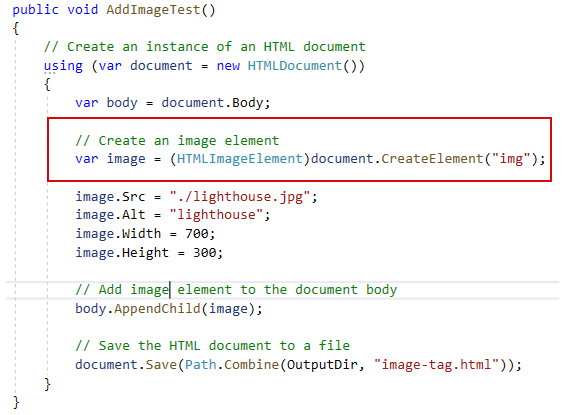 public void AddImageTest()
{
// Create an instance of an HTML document
using (var document = new HTMLDocument())
{
var body = document.Body;
// Create an image element
var image = (HTMLImageElement)document.CreateElement("img");
image.Src = "./lighthouse.jpg";
image.Alt = "lighthouse";
image.Width = 700;
image.Height = 300;
// Add image element to the document body
body.AppendChild(image);
// Save the HTML document to a file
document.Save(Path.Combine(OutputDir, "image-tag.html"));
}
}